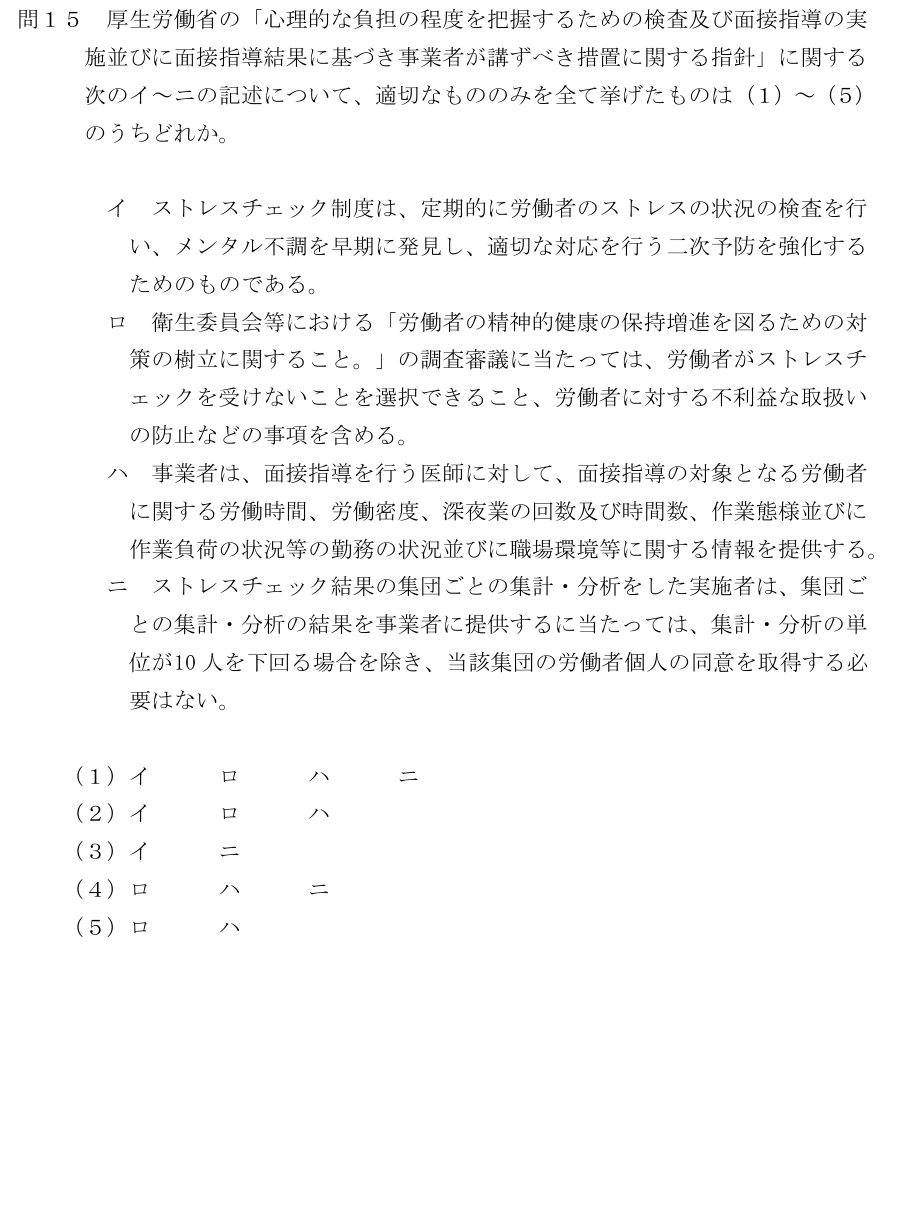 問１５　厚生労働省の「心理的な負担の程度を把握するための検査及び面接指導の実
施並びに面接指導結果に基づき事業者が講ずべき措置に関する指針」に関する
次のイ～ニの記述について、適切なもののみを全て挙げたものは（１）～（５）
のうちどれか。
イ　ストレスチェック制度は、定期的に労働者のストレスの状況の検査を行
い、メンタル不調を早期に発見し、適切な対応を行う二次予防を強化する
ためのものである。
ロ　衛生委員会等における「労働者の精神的健康の保持増進を図るための対
策の樹立に関すること。」の調査審議に当たっては、労働者がストレスチ
ェックを受けないことを選択できること、労働者に対する不利益な取扱い
の防止などの事項を含める。
ハ　事業者は、面接指導を行う医師に対して、面接指導の対象となる労働者
に関する労働時間、労働密度、深夜業の回数及び時間数、作業態様並びに
作業負荷の状況等の勤務の状況並びに職場環境等に関する情報を提供する。
ニ　ストレスチェック結果の集団ごとの集計・分析をした実施者は、集団ご
との集計・分析の結果を事業者に提供するに当たっては、集計・分析の単
位が10 人を下回る場合を除き、当該集団の労働者個人の同意を取得する必
要はない。
（１）イ　　　ロ　　　ハ　　　ニ
（２）イ　　　ロ　　　ハ
（３）イ　　　ニ
（４）ロ　　　ハ　　　ニ
（５）ロ　　　ハ